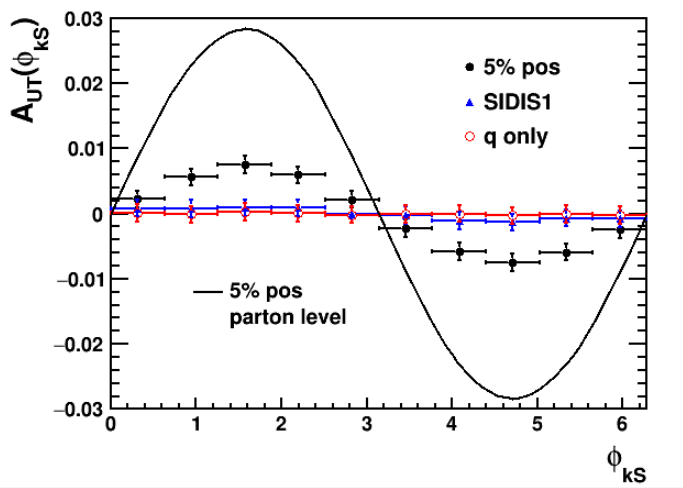 A_UT(ϕ_kS)
0.03
0.02
0.01
0
−0.01
−0.02
−0.03
5% pos
SIDIS1
q only
5% pos
parton level
0 1 2 3 4 5 6
ϕ_kS